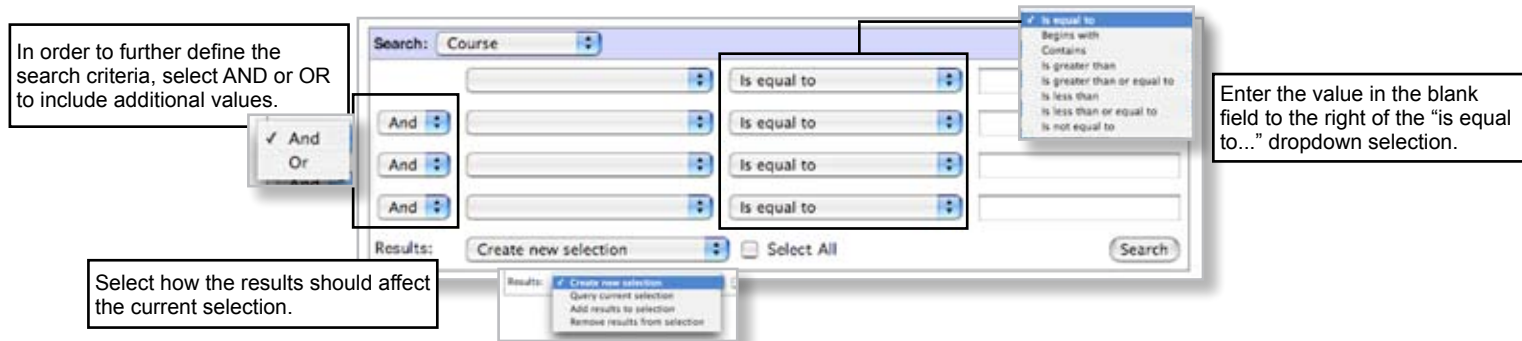 In order to further define the
search criteria, select AND or OR
to include additional values.
✓ And
Or
And
Search: Course
Is equal to
And
Is equal to
And
Is equal to
And
Is equal to
Results: Create new selection Select All Search
✓ Is equal to
Begins with
Contains
Is greater than
Is greater than or equal to
Is less than
Is less than or equal to
Is not equal to
Enter the value in the blank
field to the right of the “is equal
to...” dropdown selection.
Select how the results should affect
the current selection.
Results: ✓ Create new selection
Query current selection
Add results to selection
Remove results from selection